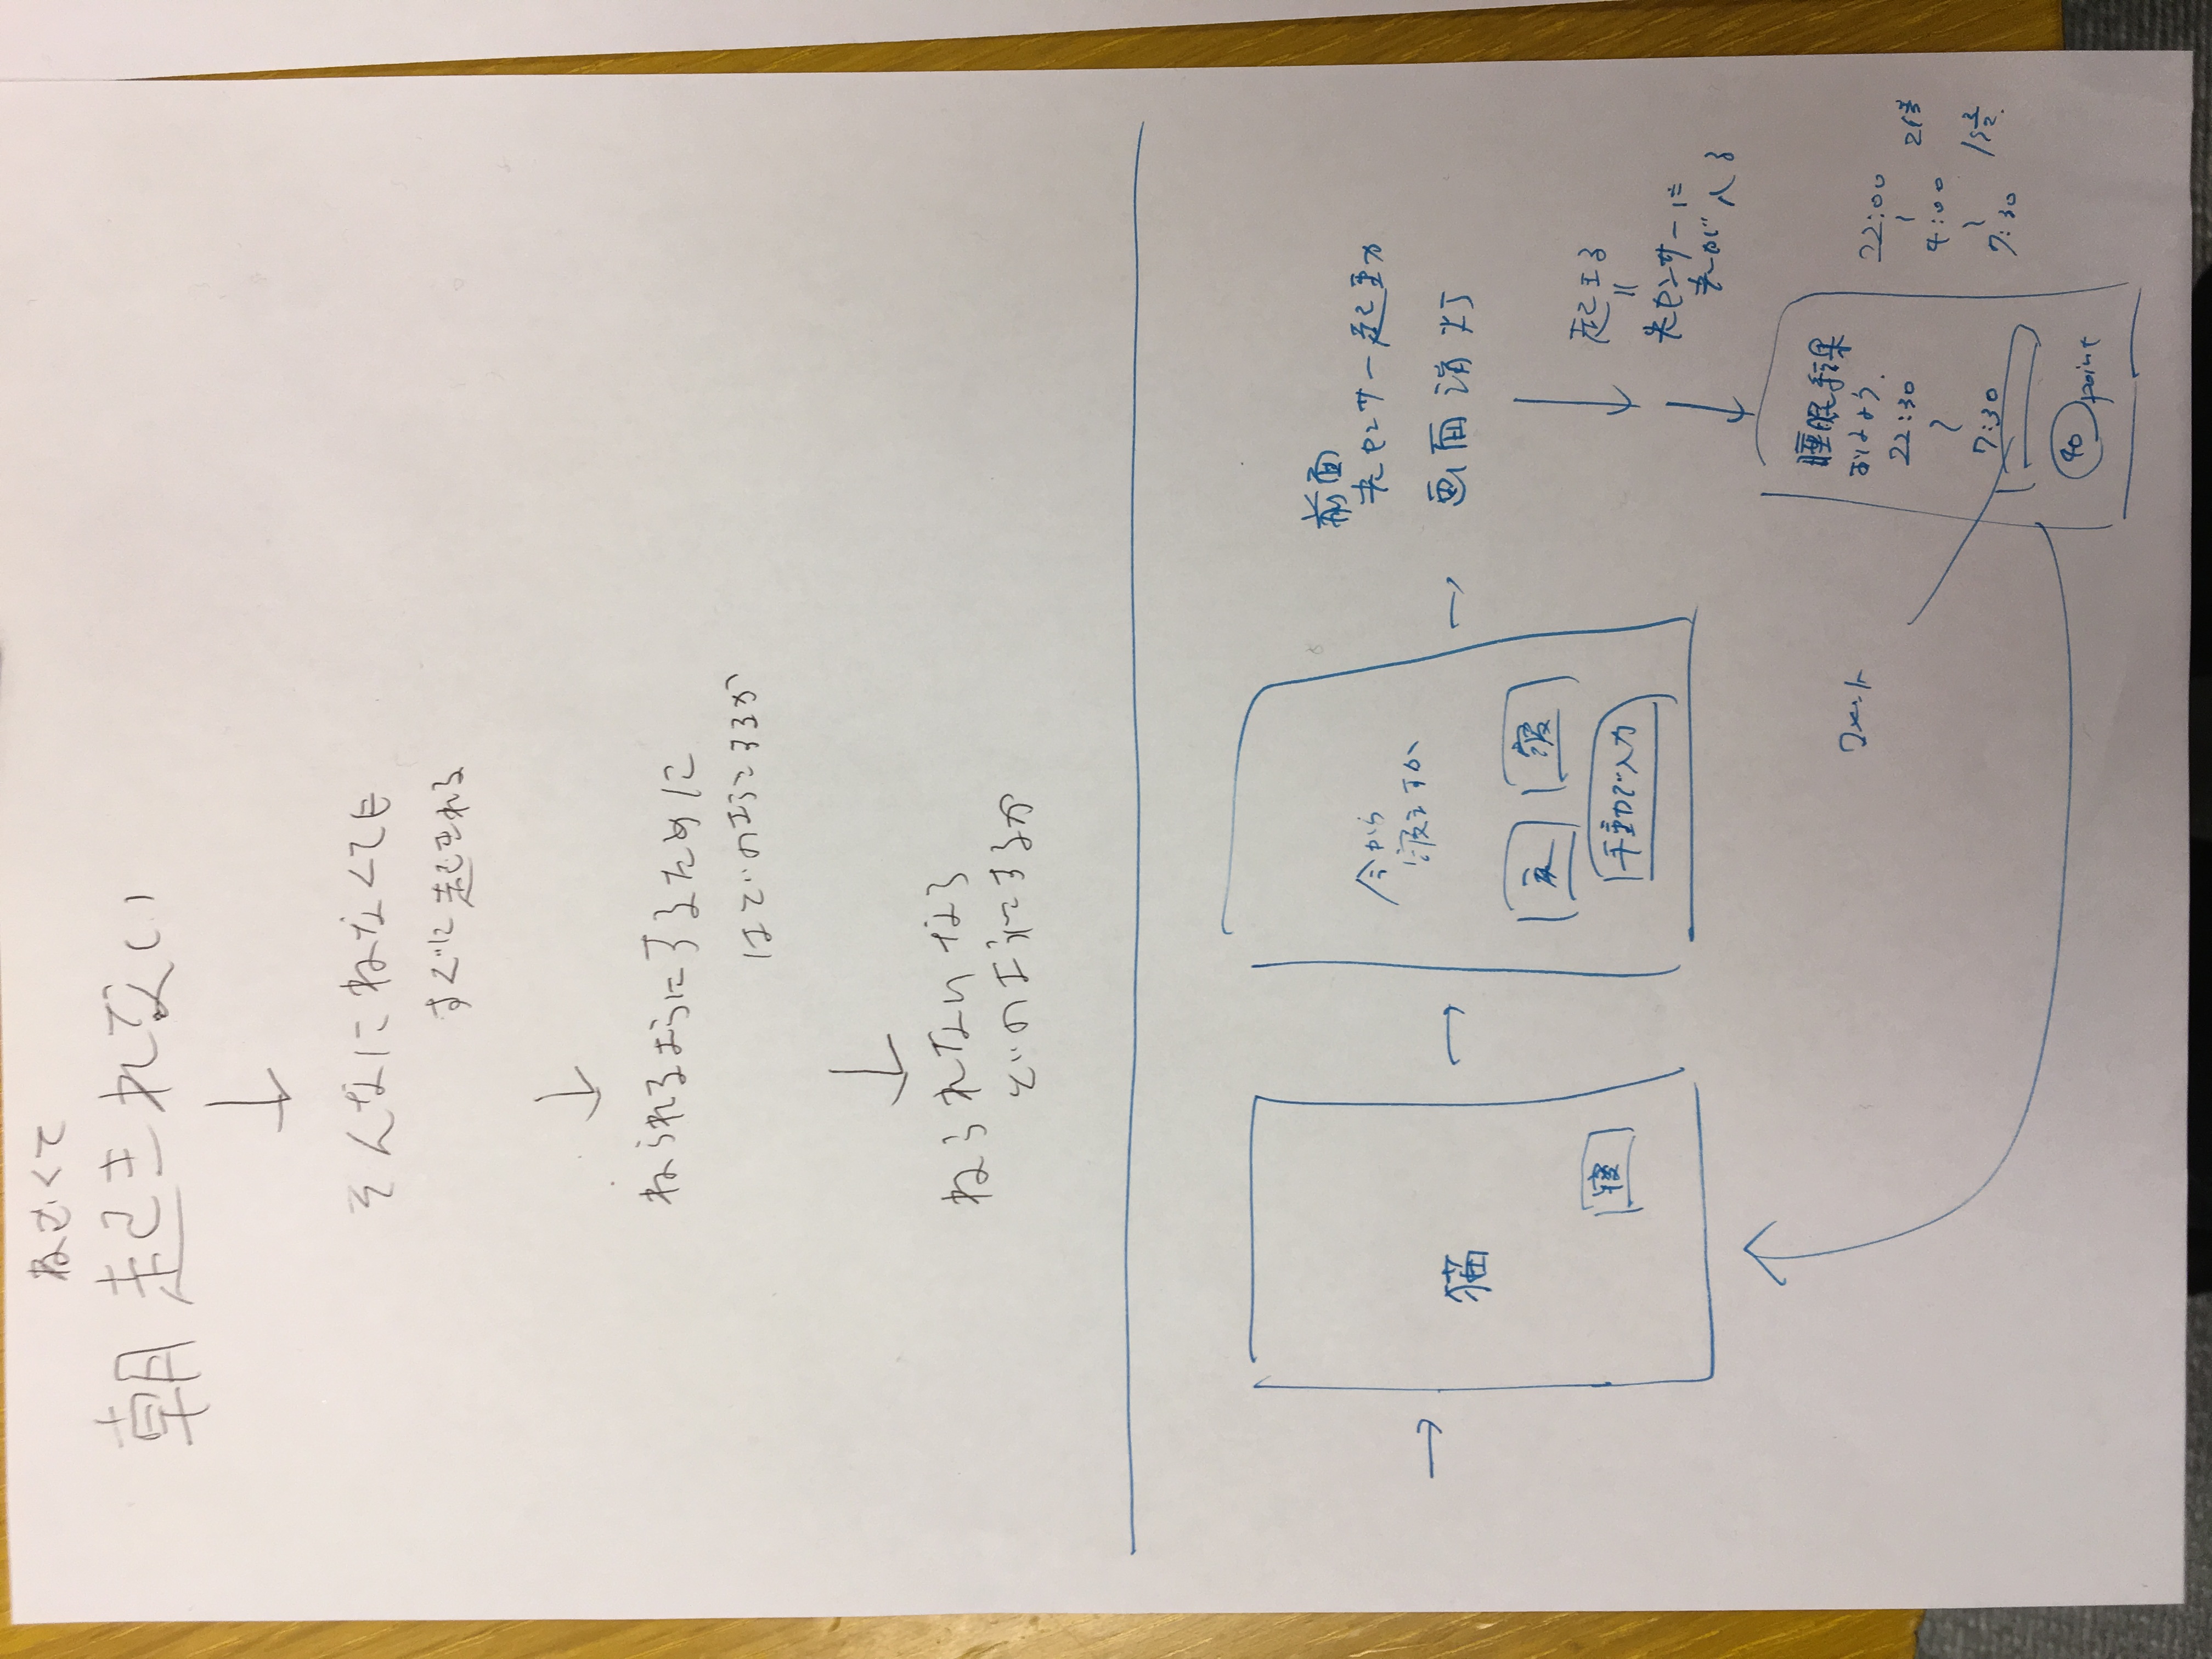 ねむくて
朝起きれない
そんなにねなくても
すぐに起きれる
ねられるようにするために
はどのようにするか
ねられないなら
どのようにするか
猫
寝
今から
寝ますか
戻
寝
手動で入力
前面
光センサー起動
画面消灯
起きる
=
光センサーに
光が入る
睡眠結果
おはよう.
22:30
~
7:30
40 point
コメント
22:00
~
4:00
~
7:30
2倍